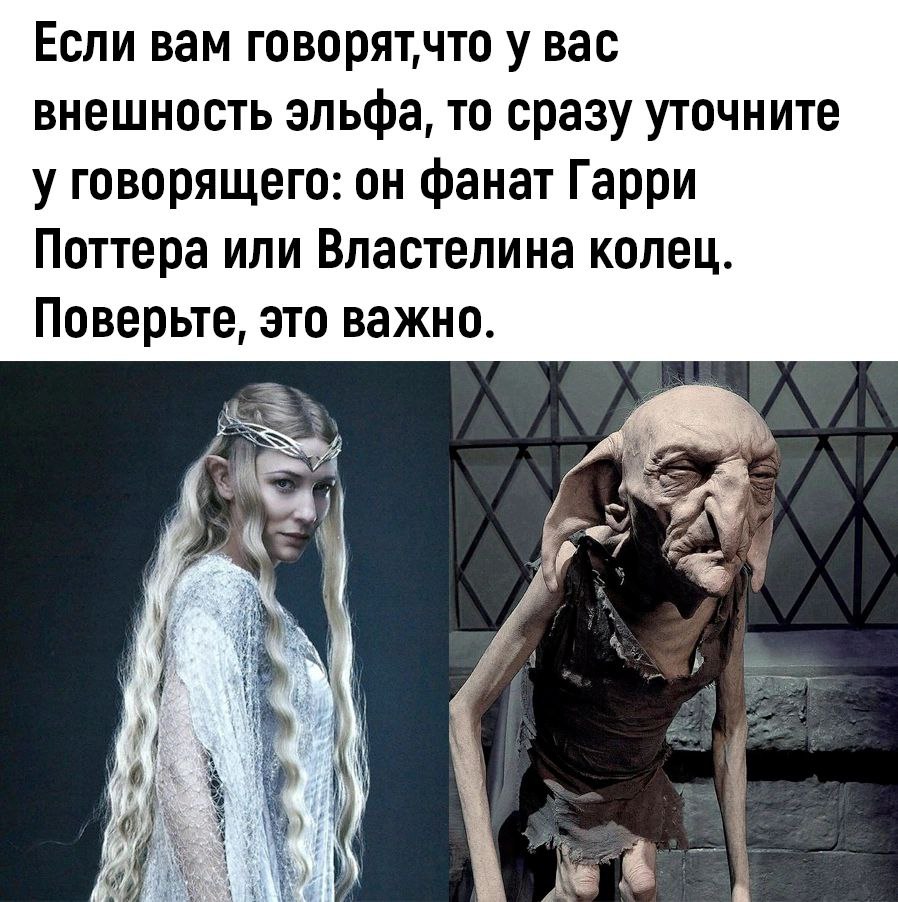 Если вам говорят,что у вас
внешность эльфа, то сразу уточните
у говорящего: он фанат Гарри
Поттера или Властелина колец.
Поверьте, это важно.